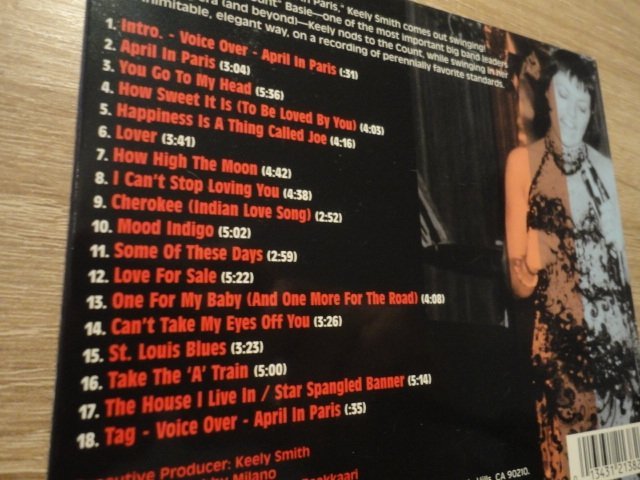 in Paris," Keely Smith comes out swinging!
Basie—one of the most important big band leaders
era (and beyond)—Keely nods to the Count, while swinging in her
inimitable, elegant way, on a recording of perennially favorite standards.
1. Intro. - Voice Over - April In Paris (:31)
2. April In Paris (3:04)
3. You Go To My Head (5:36)
4. How Sweet It Is (To Be Loved By You) (4:03)
5. Happiness Is A Thing Called Joe (4:16)
6. Lover (3:41)
7. How High The Moon (4:42)
8. I Can't Stop Loving You (4:38)
9. Cherokee (Indian Love Song) (2:52)
10. Mood Indigo (5:02)
11. Some Of These Days (2:59)
12. Love For Sale (5:22)
13. One For My Baby (And One More For The Road) (4:08)
14. Can't Take My Eyes Off You (3:26)
15. St. Louis Blues (3:23)
16. Take The 'A' Train (5:00)
17. The House I Live In / Star Spangled Banner (5:14)
18. Tag - Voice Over - April In Paris (:35)
Producer: Keely Smith
by Milano
Hills, CA 90210.